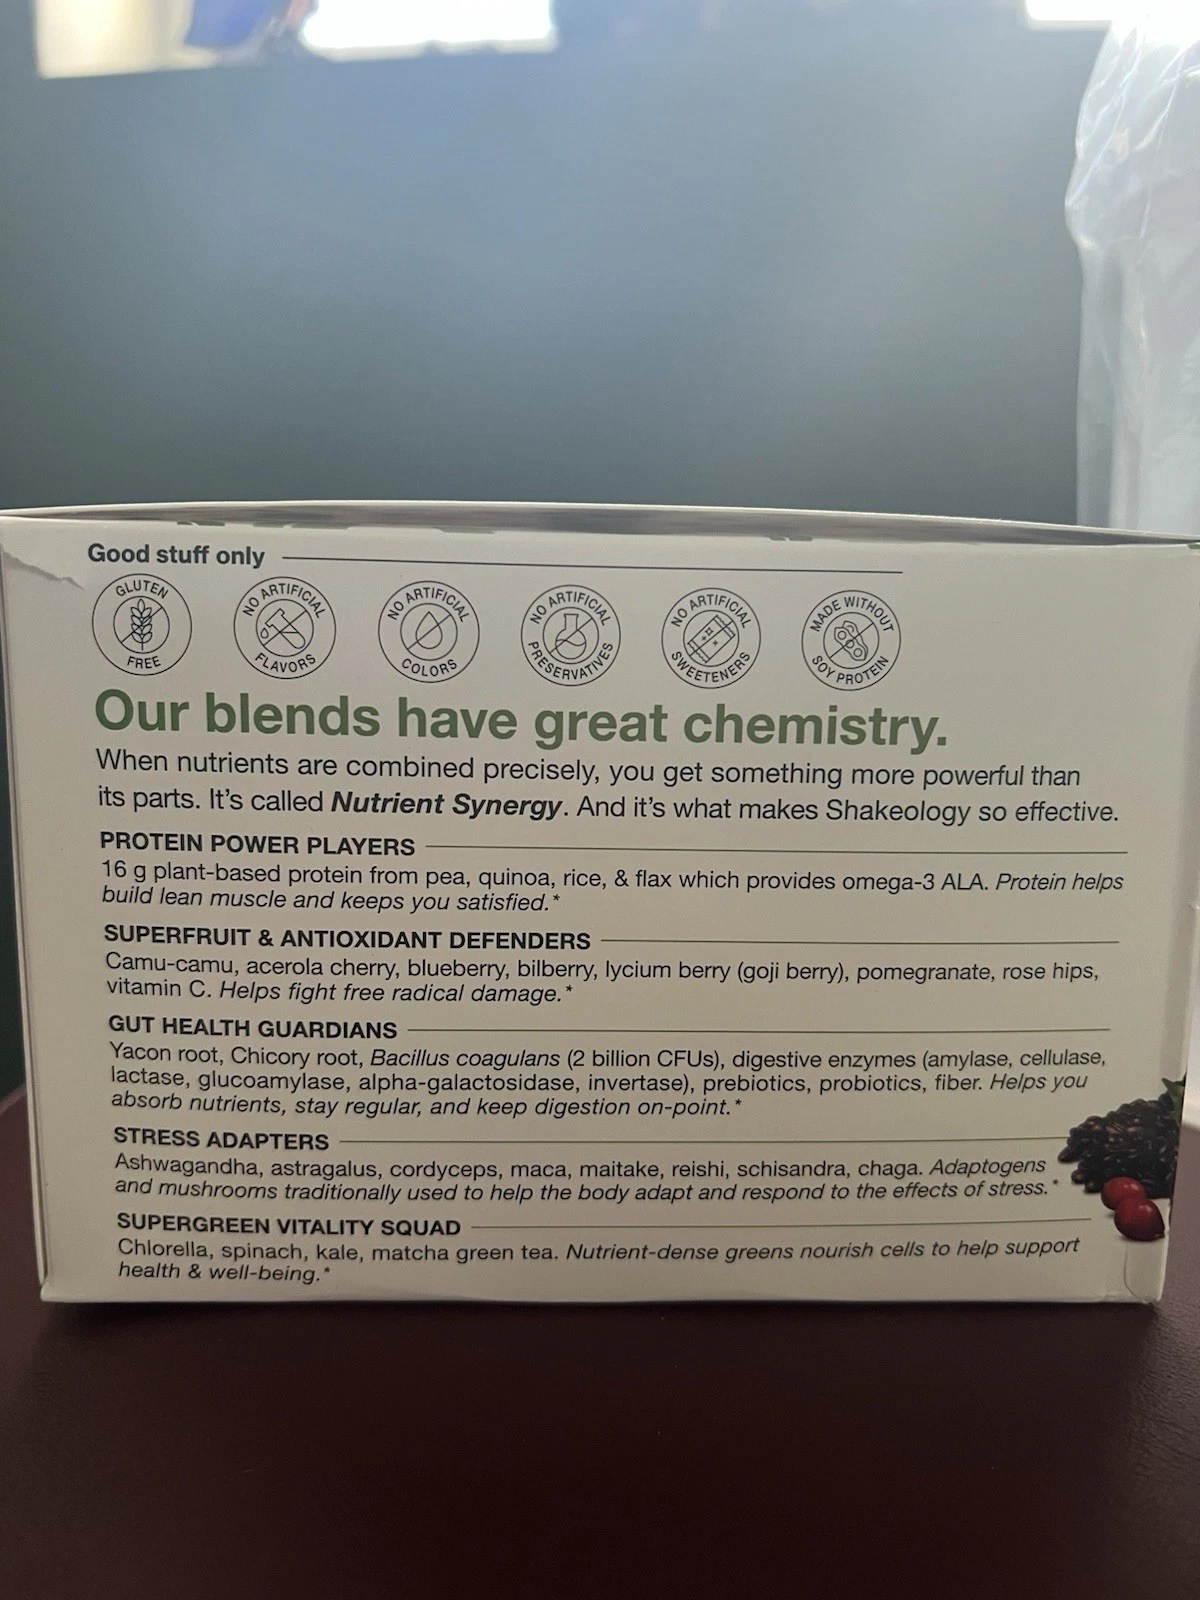 Good stuff only
GLUTEN FREE
NO ARTIFICIAL FLAVORS
NO ARTIFICIAL COLORS
NO ARTIFICIAL PRESERVATIVES
NO ARTIFICIAL SWEETENERS
MADE WITHOUT SOY PROTEIN
Our blends have great chemistry.
When nutrients are combined precisely, you get something more powerful than
its parts. It's called Nutrient Synergy. And it's what makes Shakeology so effective.
PROTEIN POWER PLAYERS
16 g plant-based protein from pea, quinoa, rice, & flax which provides omega-3 ALA. Protein helps
build lean muscle and keeps you satisfied.*
SUPERFRUIT & ANTIOXIDANT DEFENDERS
Camu-camu, acerola cherry, blueberry, bilberry, lycium berry (goji berry), pomegranate, rose hips,
vitamin C. Helps fight free radical damage.*
GUT HEALTH GUARDIANS
Yacon root, Chicory root, Bacillus coagulans (2 billion CFUs), digestive enzymes (amylase, cellulase,
lactase, glucoamylase, alpha-galactosidase, invertase), prebiotics, probiotics, fiber. Helps you
absorb nutrients, stay regular, and keep digestion on-point.*
STRESS ADAPTERS
Ashwagandha, astragalus, cordyceps, maca, maitake, reishi, schisandra, chaga. Adaptogens
and mushrooms traditionally used to help the body adapt and respond to the effects of stress.*
SUPERGREEN VITALITY SQUAD
Chlorella, spinach, kale, matcha green tea. Nutrient-dense greens nourish cells to help support
health & well-being.*